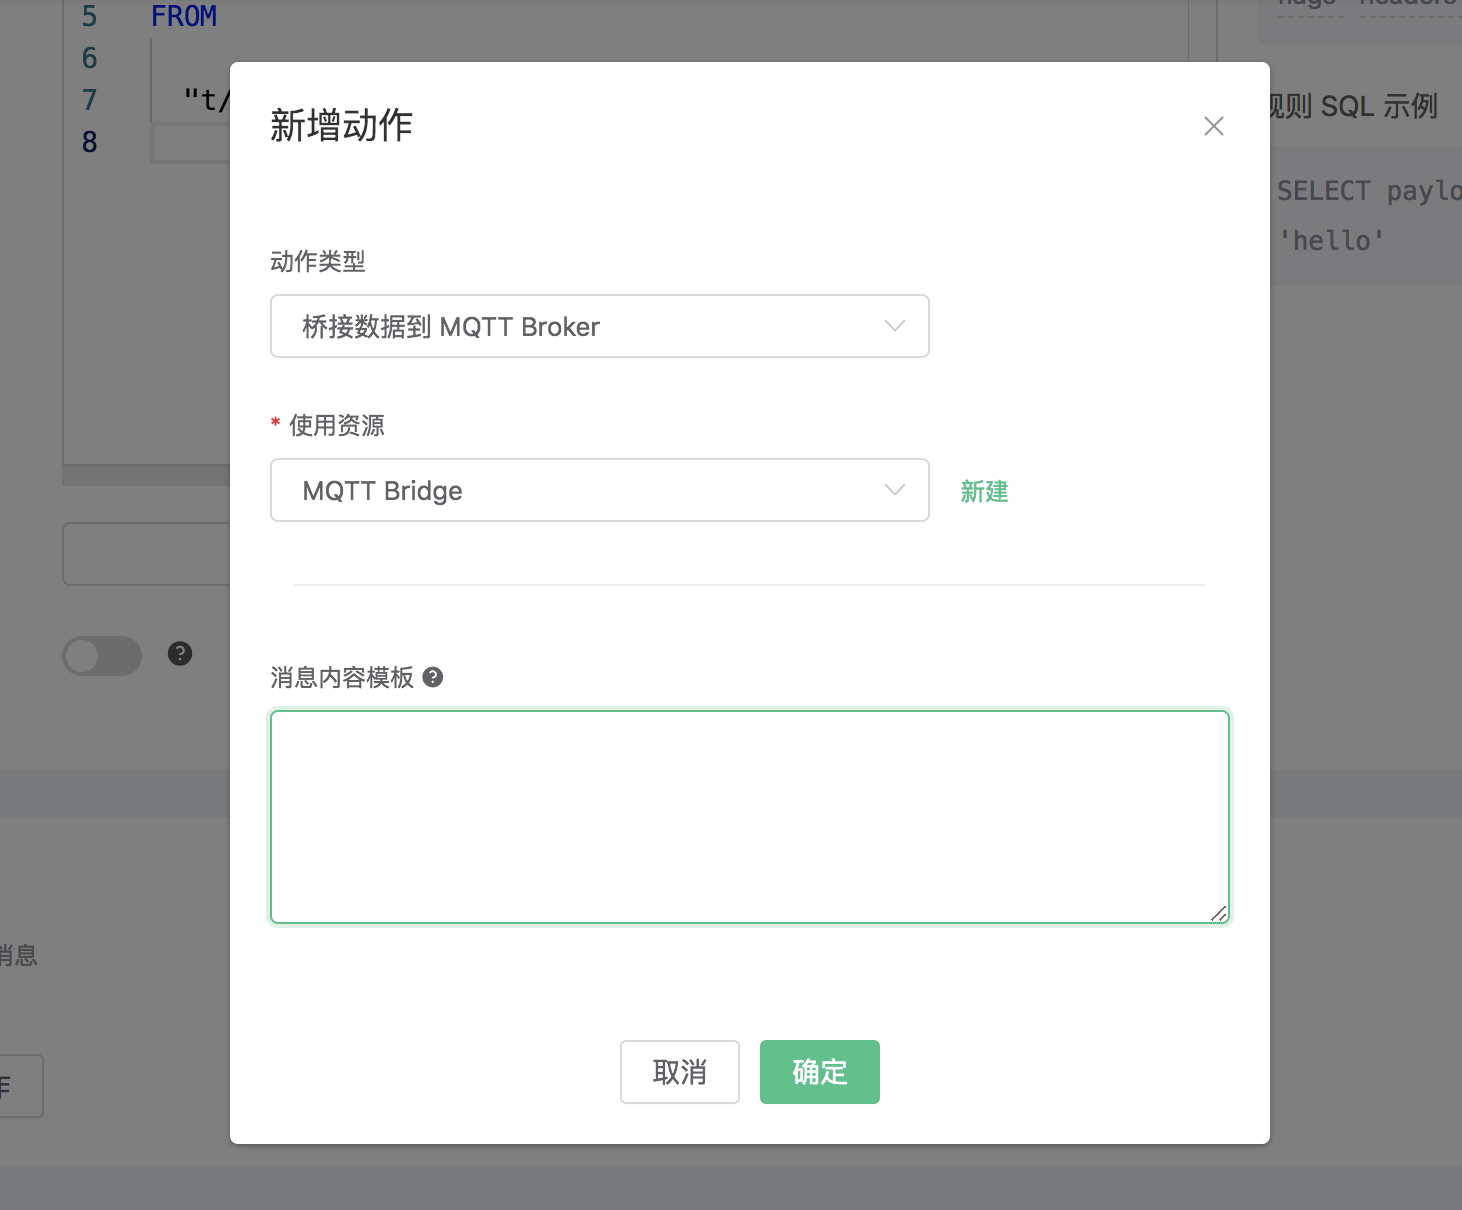 5 FROM
6
7 "t/
8
规则 SQL 示例
SELECT paylo
'hello'
新增动作
动作类型
桥接数据到 MQTT Broker
* 使用资源
MQTT Bridge
新建
消息内容模板
消息
取消
确定